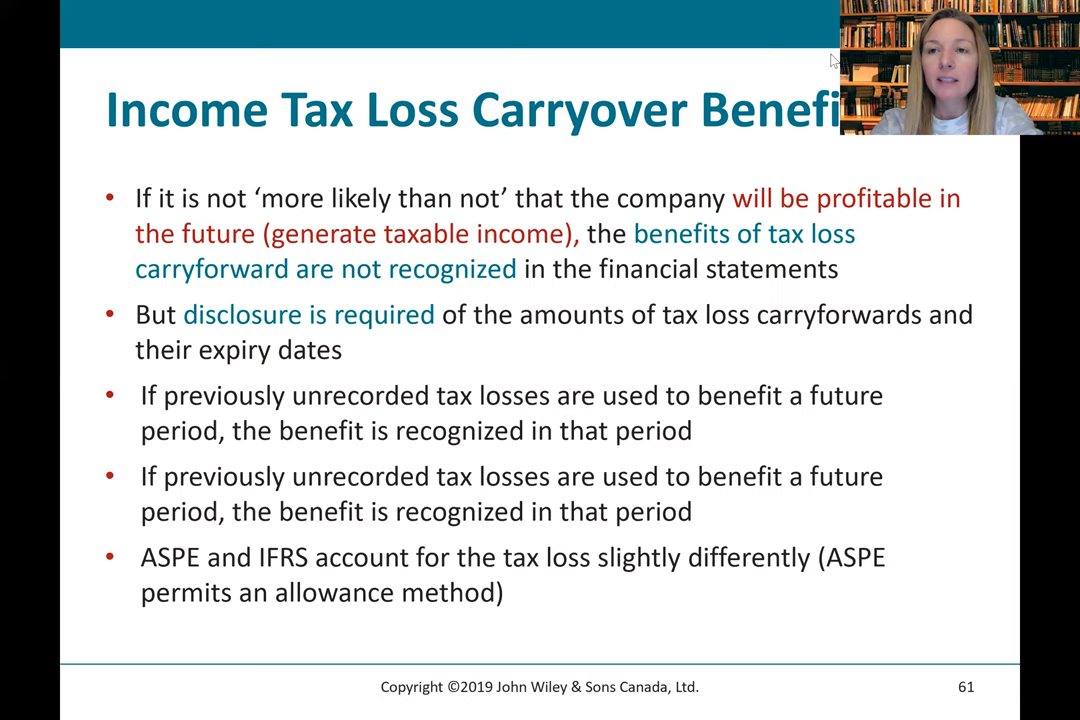 Income Tax Loss Carryover Benefi
• If it is not ‘more likely than not’ that the company will be profitable in
the future (generate taxable income), the benefits of tax loss
carryforward are not recognized in the financial statements
• But disclosure is required of the amounts of tax loss carryforwards and
their expiry dates
• If previously unrecorded tax losses are used to benefit a future
period, the benefit is recognized in that period
• If previously unrecorded tax losses are used to benefit a future
period, the benefit is recognized in that period
• ASPE and IFRS account for the tax loss slightly differently (ASPE
permits an allowance method)
Copyright ©2019 John Wiley & Sons Canada, Ltd.
61